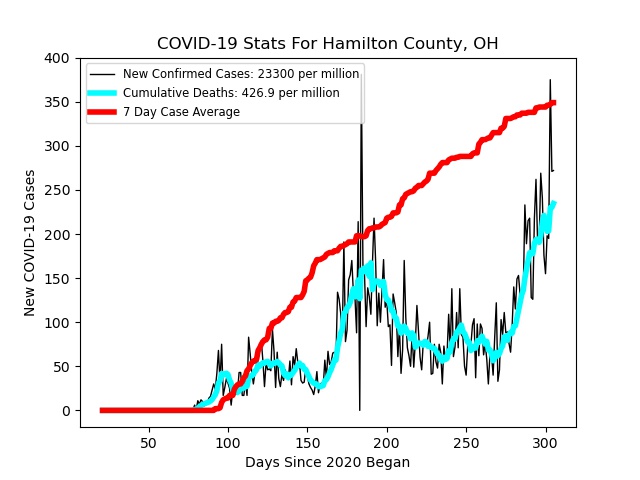 COVID-19 Stats For Hamilton County, OH
New Confirmed Cases: 23300 per million
Cumulative Deaths: 426.9 per million
7 Day Case Average
New COVID-19 Cases
400
350
300
250
200
150
100
50
0
50 100 150 200 250 300
Days Since 2020 Began